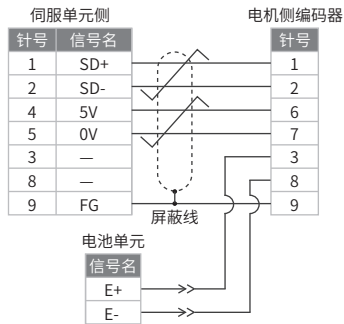 伺服单元侧 电机侧编码器
针号 信号名 针号
1 SD+ 1
2 SD- 2
4 5V 6
5 0V 7
3 — 3
8 — 8
9 FG 9
屏蔽线
电池单元
信号名
E+
E-